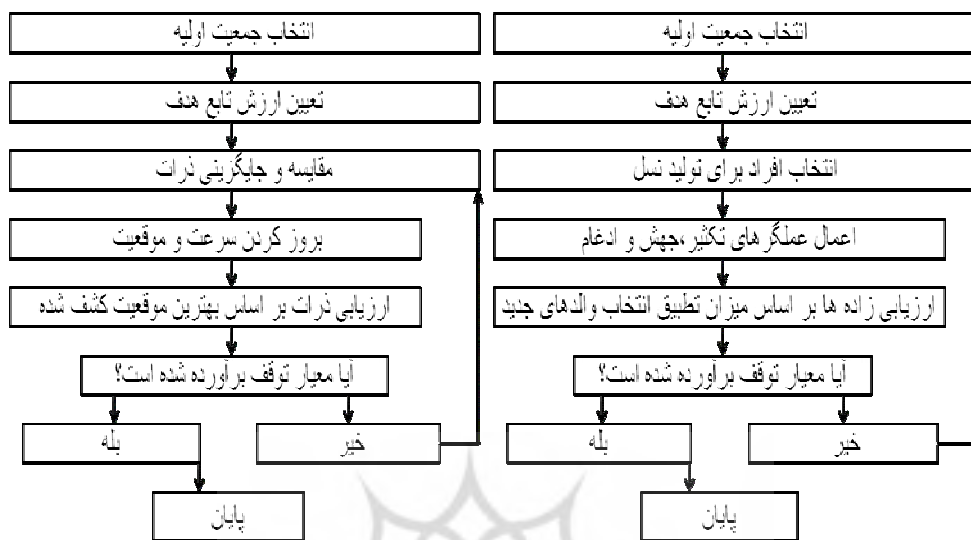 انتخاب جمعیت اولیه
تعیین ارزش تابع هدف
انتخاب افراد برای تولید نسل
اعمال عملگرهای تکثیر،جهش و ادغام
ارزیابی زاده ها بر اساس میزان تطبیق انتخاب والدهای جدید
آیا معیار توقف برآورده شده است؟
خیر
بله
پایان
انتخاب جمعیت اولیه
تعیین ارزش تابع هدف
مقایسه و جایگزینی ذرات
بروز کردن سرعت و موقعیت
ارزیابی ذرات بر اساس بهترین موقعیت کشف شده
آیا معیار توقف برآورده شده است؟
خیر
بله
پایان